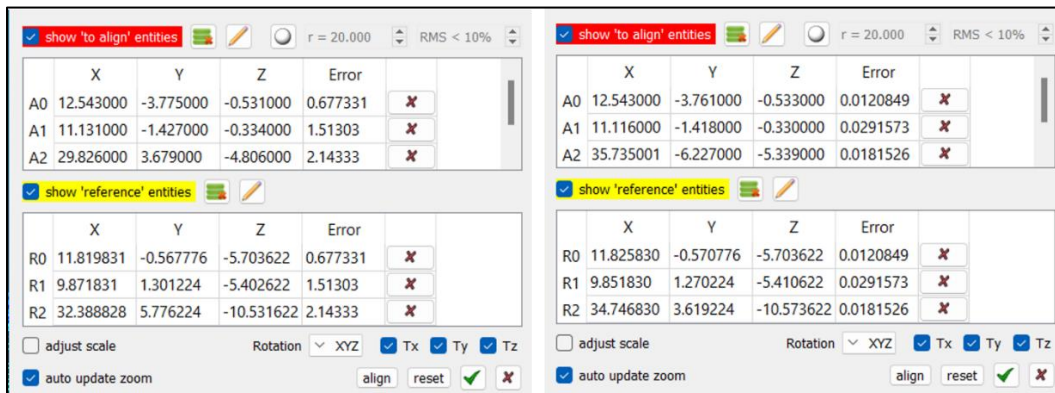 show 'to align' entities r = 20.000 RMS < 10%
X Y Z Error
A0 12.543000 -3.775000 -0.531000 0.677331
A1 11.131000 -1.427000 -0.334000 1.51303
A2 29.826000 3.679000 -4.806000 2.14333
show 'reference' entities
X Y Z Error
R0 11.819831 -0.567776 -5.703622 0.677331
R1 9.871831 1.301224 -5.402622 1.51303
R2 32.388828 5.776224 -10.531622 2.14333
adjust scale Rotation XYZ Tx Ty Tz
auto update zoom align reset
show 'to align' entities r = 20.000 RMS < 10%
X Y Z Error
A0 12.543000 -3.761000 -0.533000 0.0120849
A1 11.116000 -1.418000 -0.330000 0.0291573
A2 35.735001 -6.227000 -5.339000 0.0181526
show 'reference' entities
X Y Z Error
R0 11.825830 -0.570776 -5.703622 0.0120849
R1 9.851830 1.270224 -5.410622 0.0291573
R2 34.746830 3.619224 -10.573622 0.0181526
adjust scale Rotation XYZ Tx Ty Tz
auto update zoom align reset